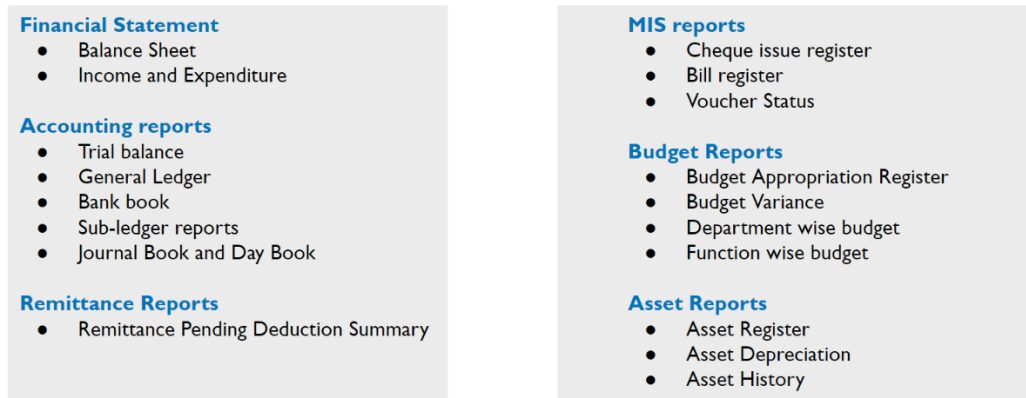 Financial Statement
● Balance Sheet
● Income and Expenditure
Accounting reports
● Trial balance
● General Ledger
● Bank book
● Sub-ledger reports
● Journal Book and Day Book
Remittance Reports
● Remittance Pending Deduction Summary
MIS reports
● Cheque issue register
● Bill register
● Voucher Status
Budget Reports
● Budget Appropriation Register
● Budget Variance
● Department wise budget
● Function wise budget
Asset Reports
● Asset Register
● Asset Depreciation
● Asset History